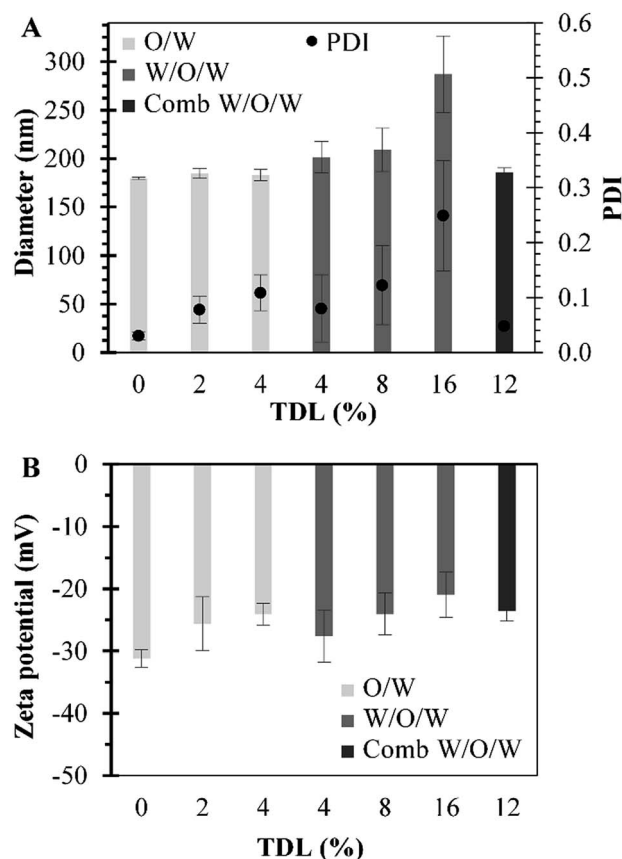 A
O/W
PDI
W/O/W
Comb W/O/W
Diameter (nm)
300
250
200
150
100
50
0
0.6
0.5
0.4
0.3
0.2
0.1
0.0
PDI
0 2 4 4 8 16 12
TDL (%)
B
Zeta potential (mV)
0
-10
-20
-30
-40
-50
O/W
W/O/W
Comb W/O/W
0 2 4 4 8 16 12
TDL (%)